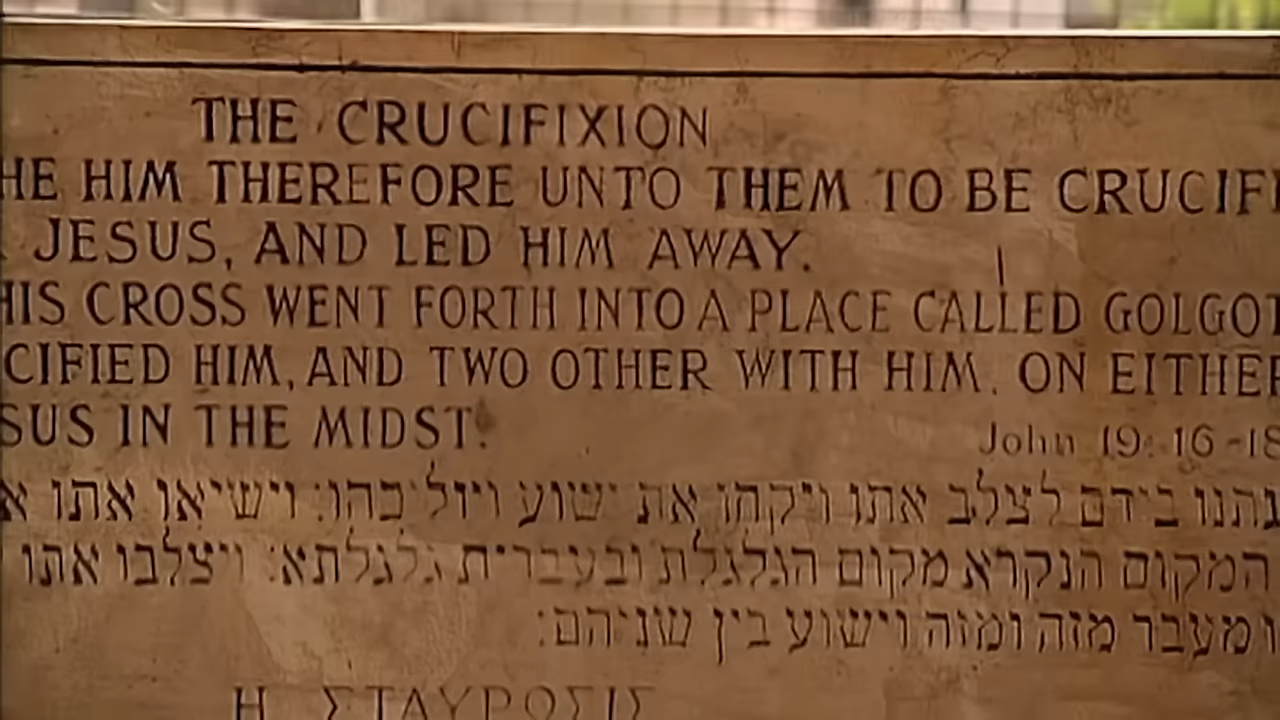 THE CRUCIFIXION
HE HIM THEREFORE UNTO THEM TO BE CRUCIFI
JESUS, AND LED HIM AWAY.
HIS CROSS WENT FORTH INTO A PLACE CALLED GOLGOT
CIFIED HIM, AND TWO OTHER WITH HIM. ON EITHER
SUS IN THE MIDST.
John 19: 16-18
נתנו בידם לצלב אתו ויקחו את ישוע ויוליכהו: וישיאו אתו א
המקום הנקרא מקום הגלגלת ובעברית גלגלתא: ויצלבו אתו
ומעבר מזה ומזה וישוע בין שניהם:
Η ΣΤΑΥΡΩΣΙΣ